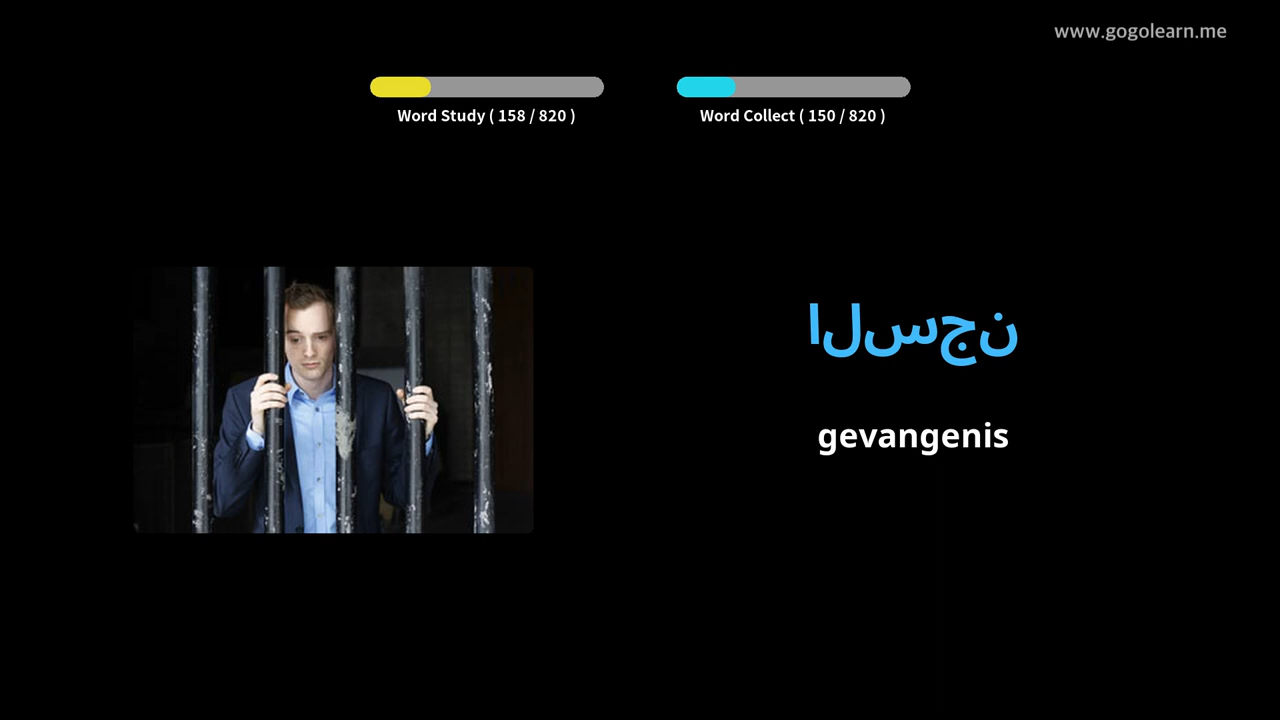 www.gogolearn.me
Word Study ( 158 / 820 )
Word Collect ( 150 / 820 )
السجن
gevangenis